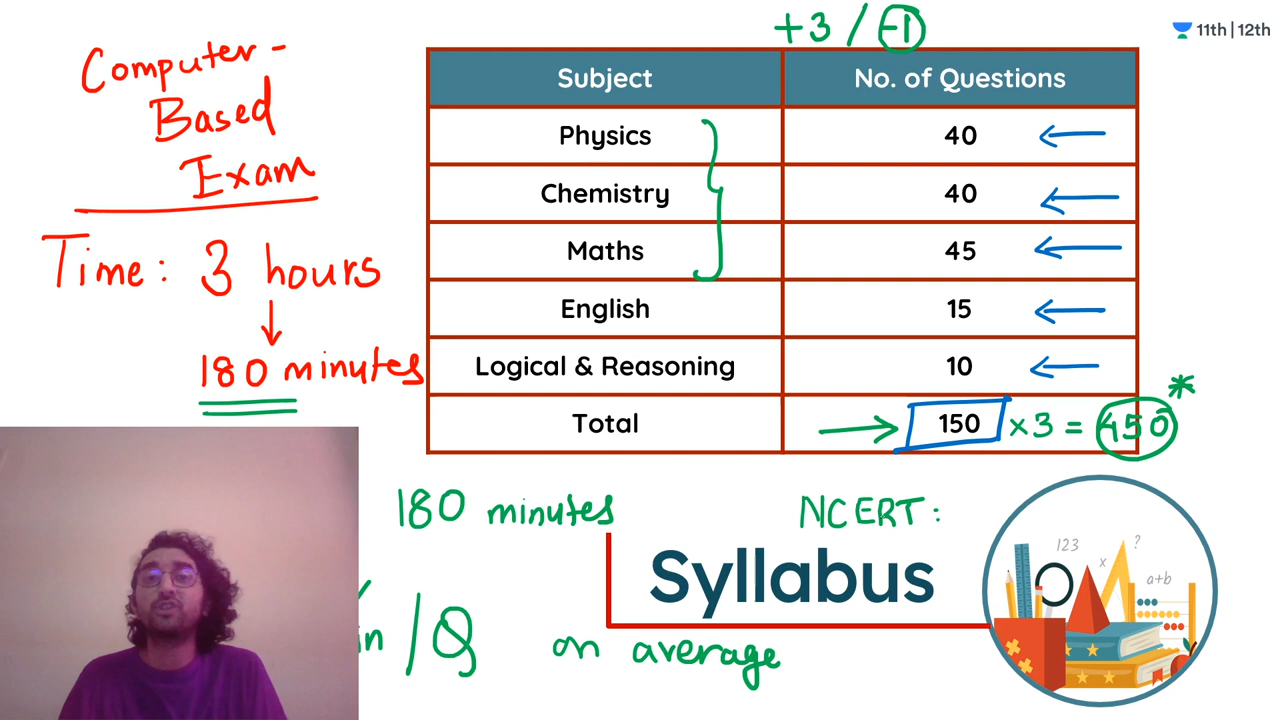 +3 / -1
11th | 12th
Computer-
Based
Exam
Time: 3 hours
180 minutes
Subject No. of Questions
Physics 40
Chemistry 40
Maths 45
English 15
Logical & Reasoning 10
Total 150 x 3 = 450*
180 minutes
NCERT:
Syllabus
/Q on average
123
x
?
a+b